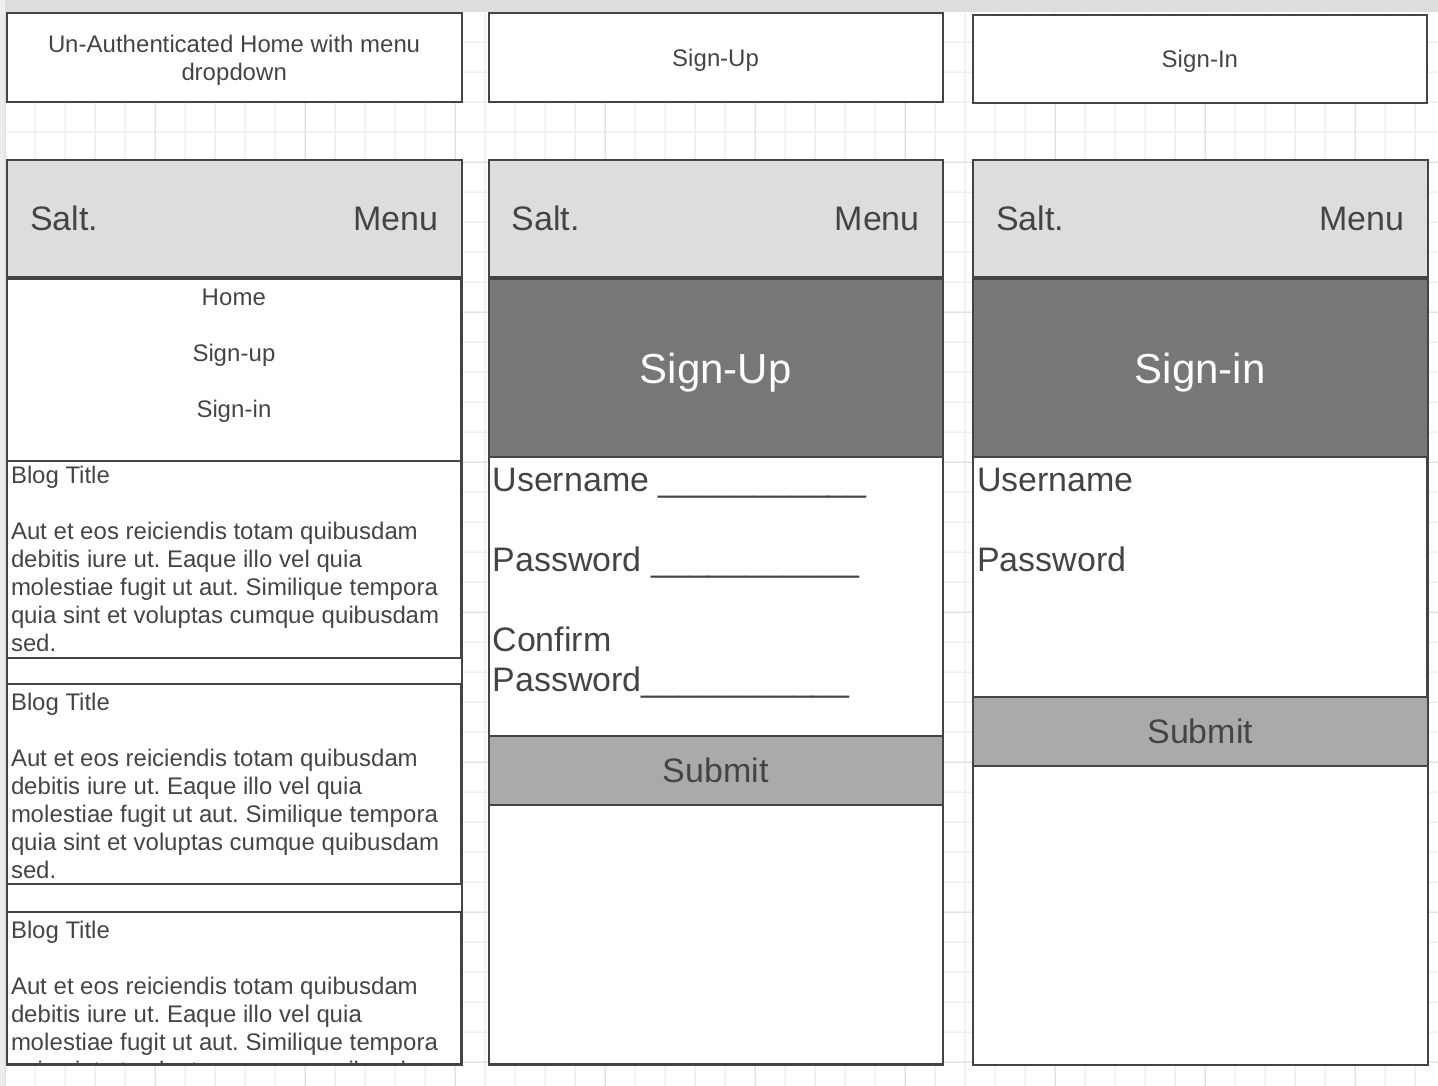 Un-Authenticated Home with menu
dropdown
Sign-Up
Sign-In
Salt. Menu
Home
Sign-up
Sign-in
Blog Title
Aut et eos reiciendis totam quibusdam
debitis iure ut. Eaque illo vel quia
molestiae fugit ut aut. Similique tempora
quia sint et voluptas cumque quibusdam
sed.
Blog Title
Aut et eos reiciendis totam quibusdam
debitis iure ut. Eaque illo vel quia
molestiae fugit ut aut. Similique tempora
quia sint et voluptas cumque quibusdam
sed.
Blog Title
Aut et eos reiciendis totam quibusdam
debitis iure ut. Eaque illo vel quia
molestiae fugit ut aut. Similique tempora
Salt. Menu
Sign-Up
Username ___________
Password ___________
Confirm
Password___________
Submit
Salt. Menu
Sign-in
Username
Password
Submit